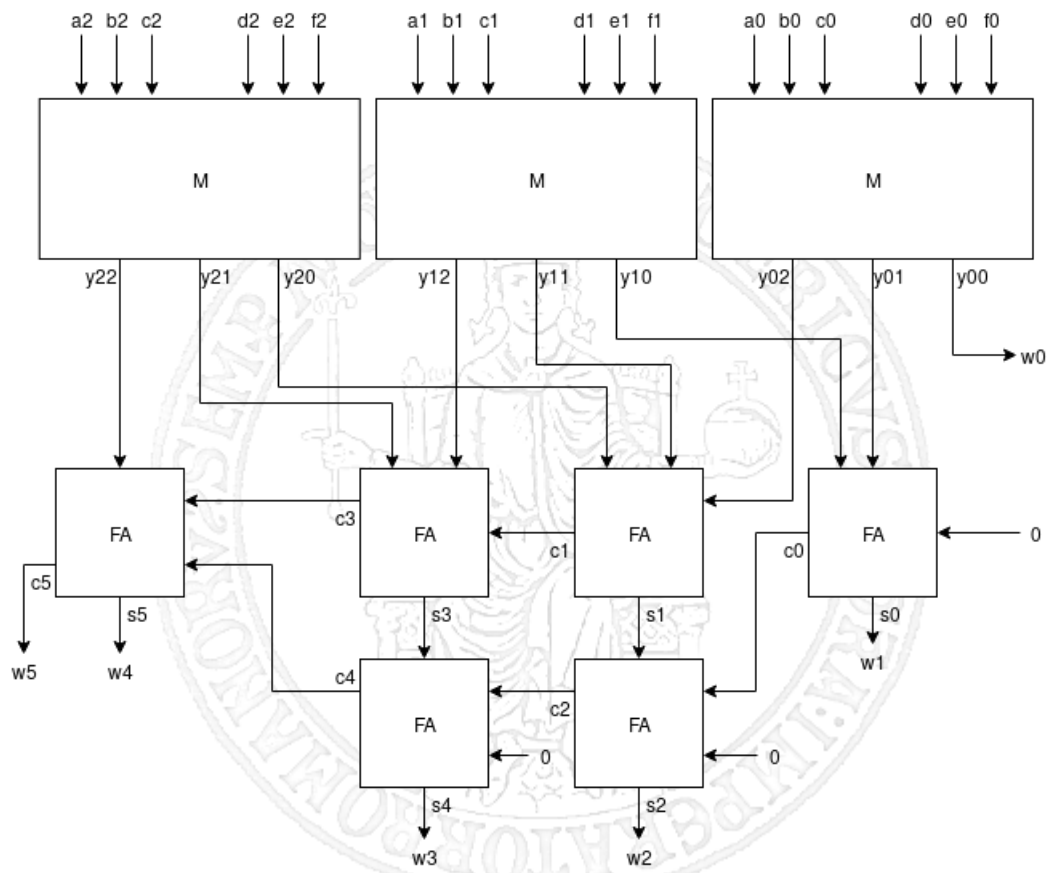 a2 b2 c2 d2 e2 f2 a1 b1 c1 d1 e1 f1 a0 b0 c0 d0 e0 f0
M M M
y22 y21 y20 y12 y11 y10 y02 y01 y00
w0
FA FA FA FA 0
c3 c1 c0
c5 s5 s3 s1 s0
w5 w4 w1
c4 c2
FA FA
0 0
s4 s2
w3 w2